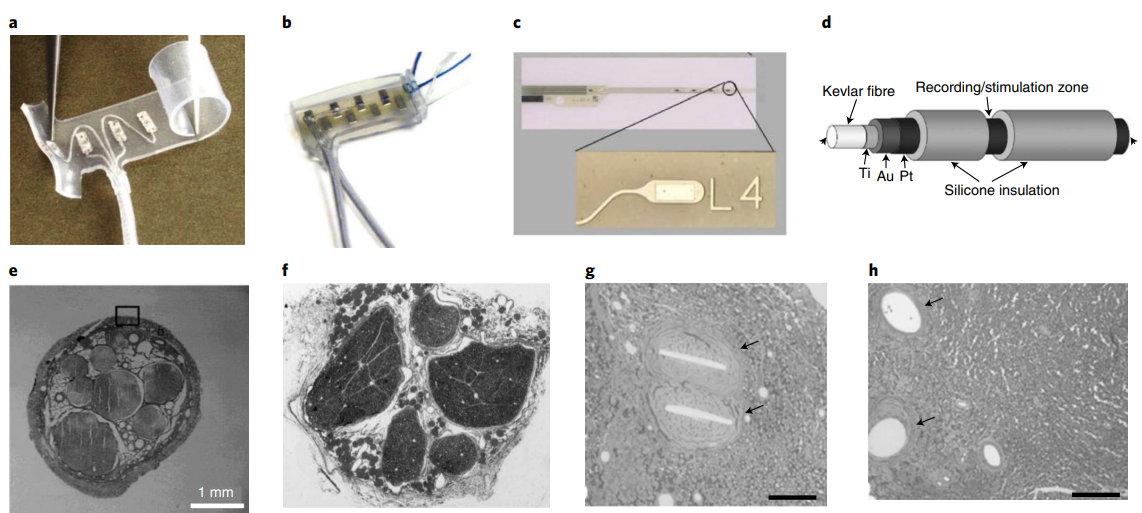 a
b
c
d
Kevlar fibre
Recording/stimulation zone
Ti
Au
Pt
Silicone insulation
L 4
e
f
g
h
1 mm